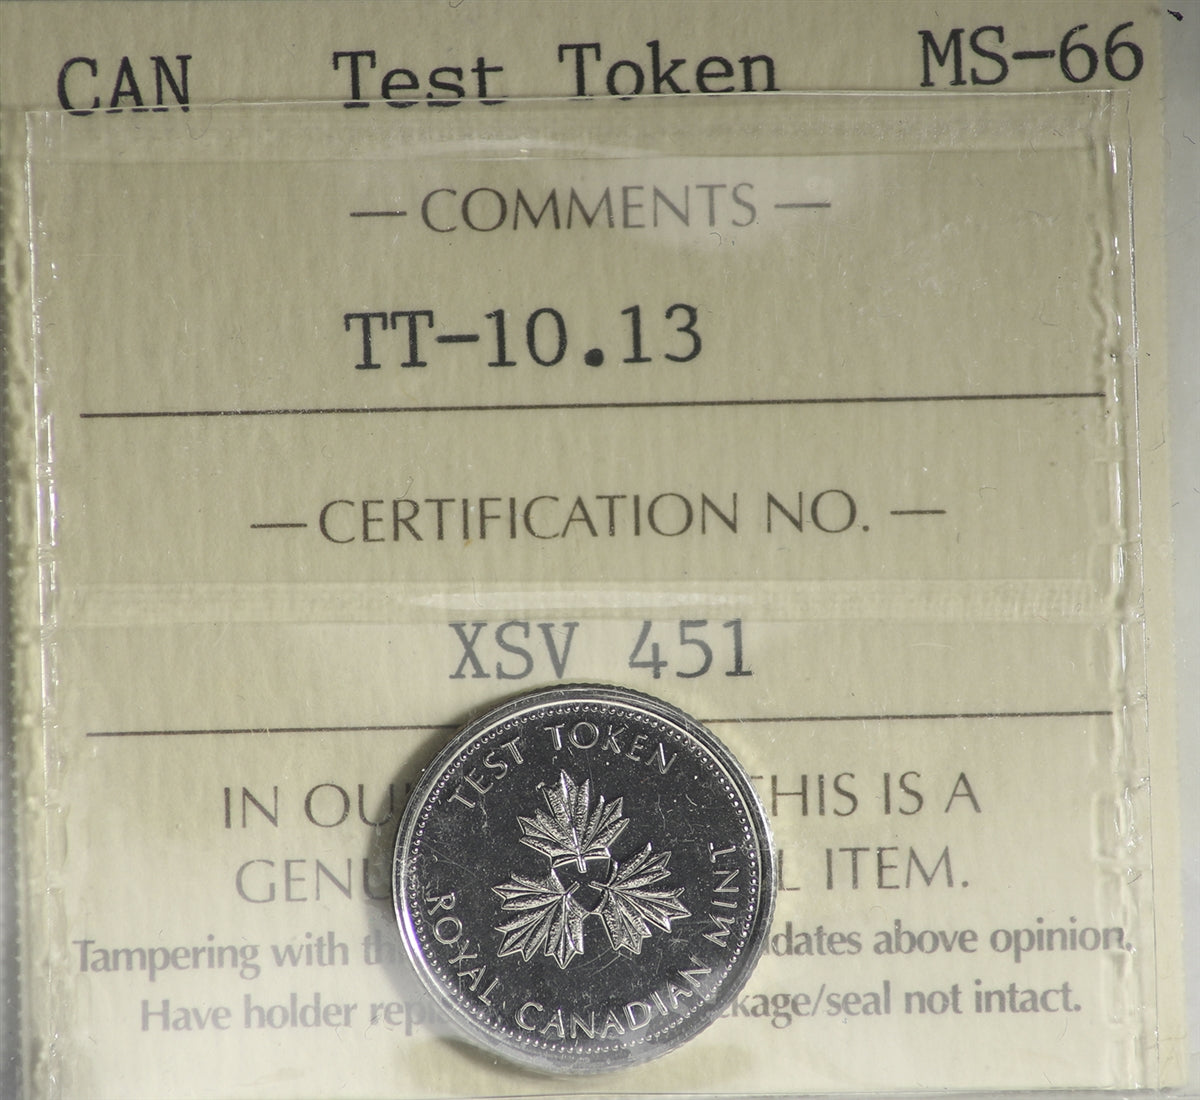 CAN Test Token MS-66
— COMMENTS —
TT-10.13
— CERTIFICATION NO. —
XSV 451
IN OU THIS IS A
GENU L ITEM.
Tampering with th dates above opinion.
Have holder rep kage/seal not intact.
TEST TOKEN
ROYAL CANADIAN MINT